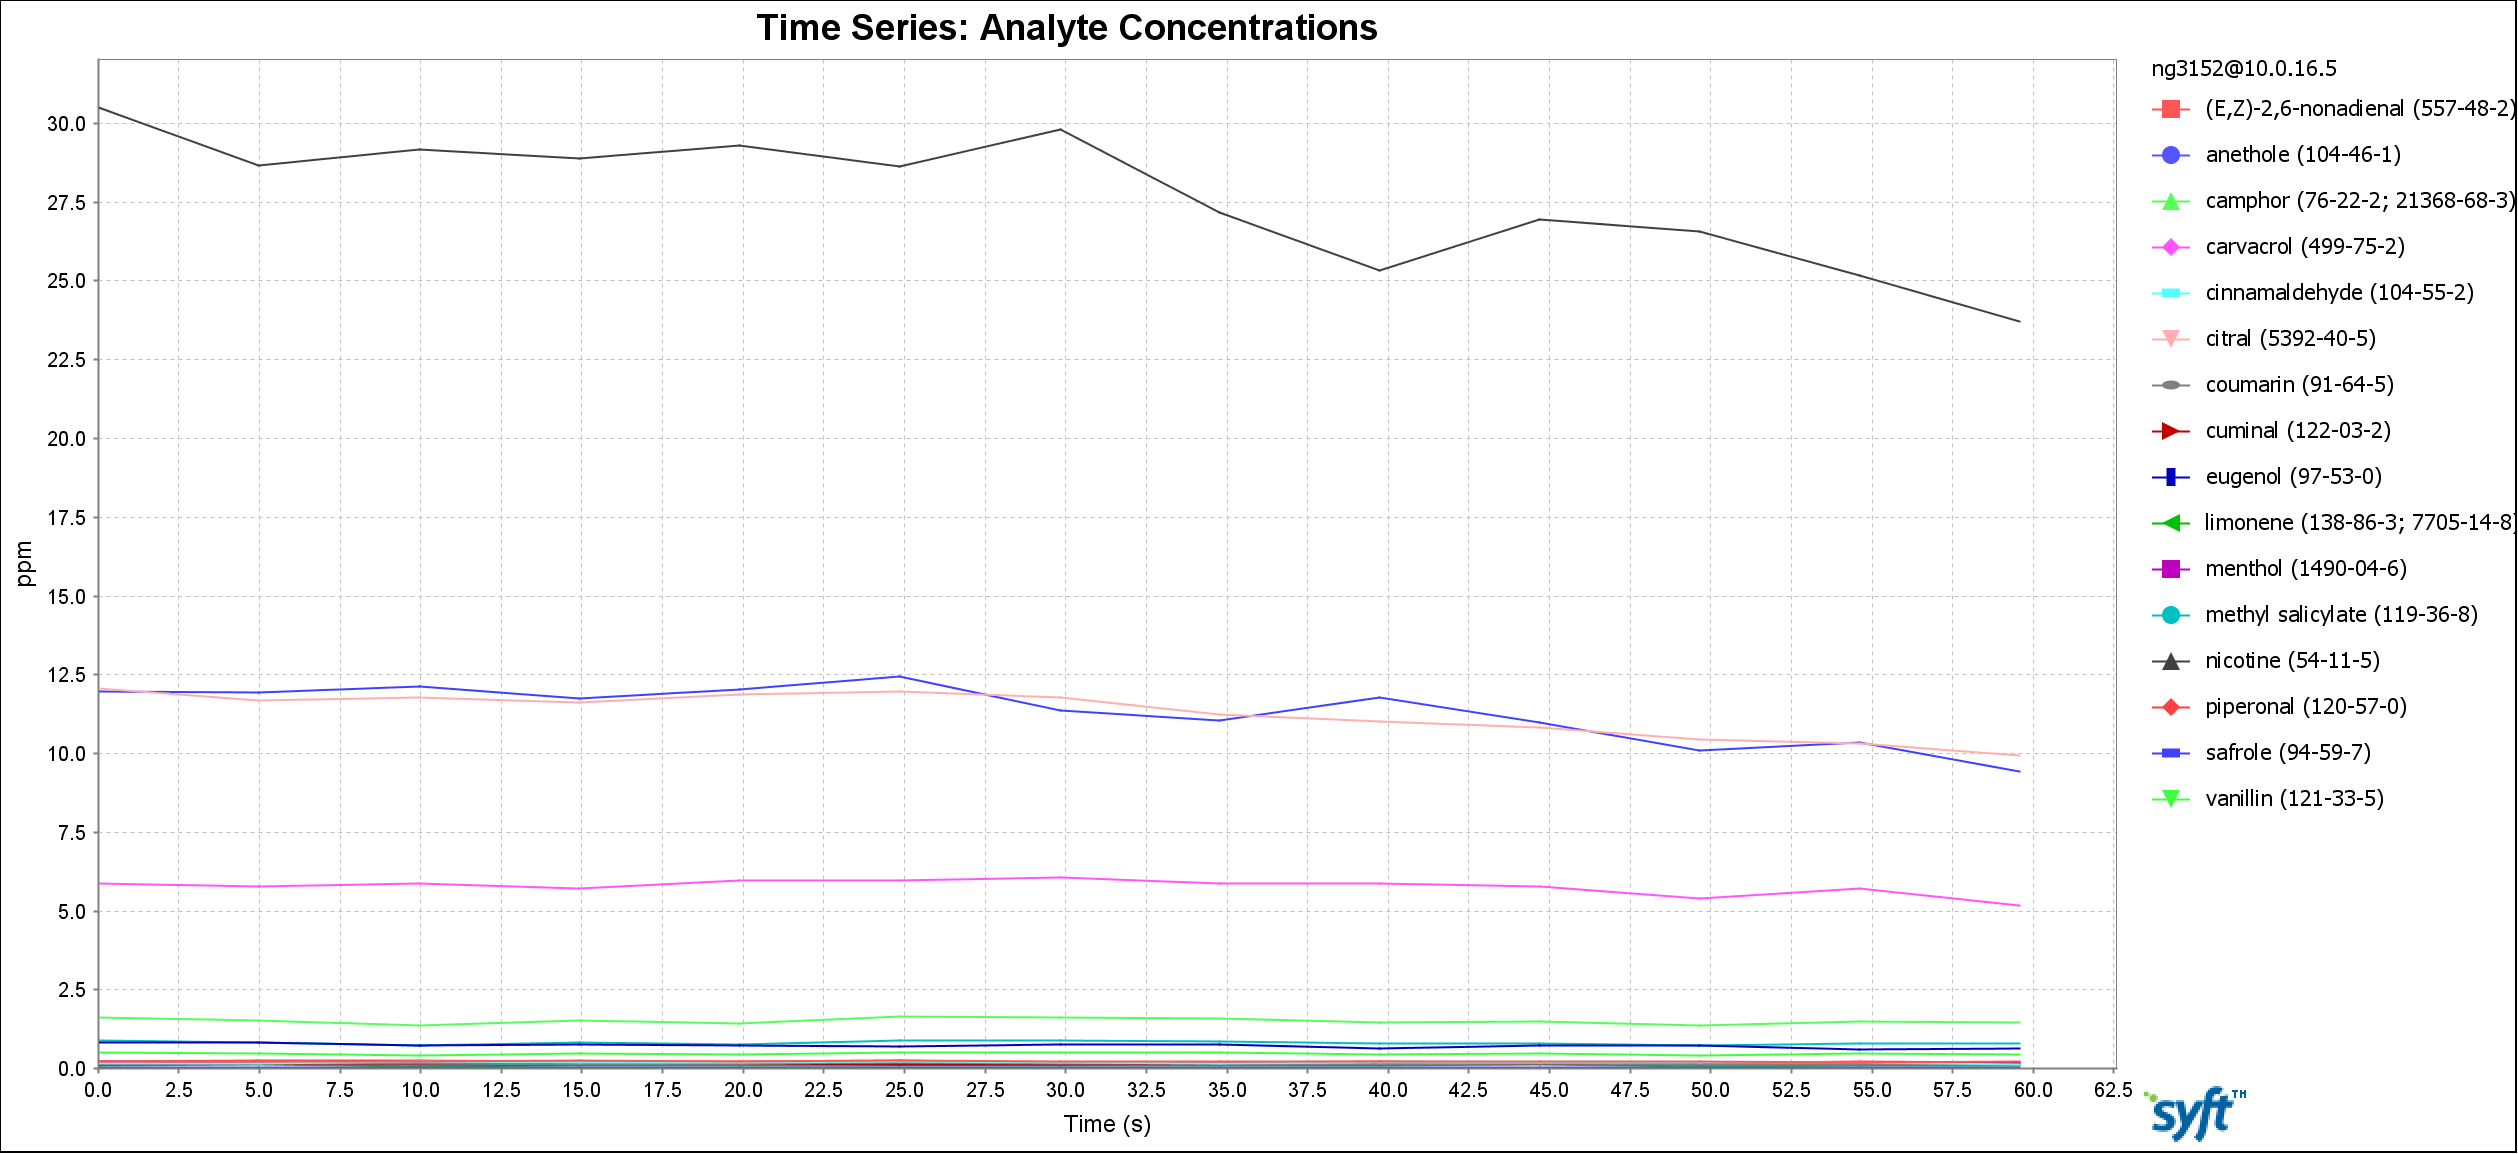 Time Series: Analyte Concentrations
ng3152@10.0.16.5
(E,Z)-2,6-nonadienal (557-48-2)
anethole (104-46-1)
camphor (76-22-2; 21368-68-3)
carvacrol (499-75-2)
cinnamaldehyde (104-55-2)
citral (5392-40-5)
coumarin (91-64-5)
cuminal (122-03-2)
eugenol (97-53-0)
limonene (138-86-3; 7705-14-8)
menthol (1490-04-6)
methyl salicylate (119-36-8)
nicotine (54-11-5)
piperonal (120-57-0)
safrole (94-59-7)
vanillin (121-33-5)
30.0
27.5
25.0
22.5
20.0
17.5
15.0
12.5
10.0
7.5
5.0
2.5
0.0
ppm
0.0 2.5 5.0 7.5 10.0 12.5 15.0 17.5 20.0 22.5 25.0 27.5 30.0 32.5 35.0 37.5 40.0 42.5 45.0 47.5 50.0 52.5 55.0 57.5 60.0 62.5
Time (s)
syft™